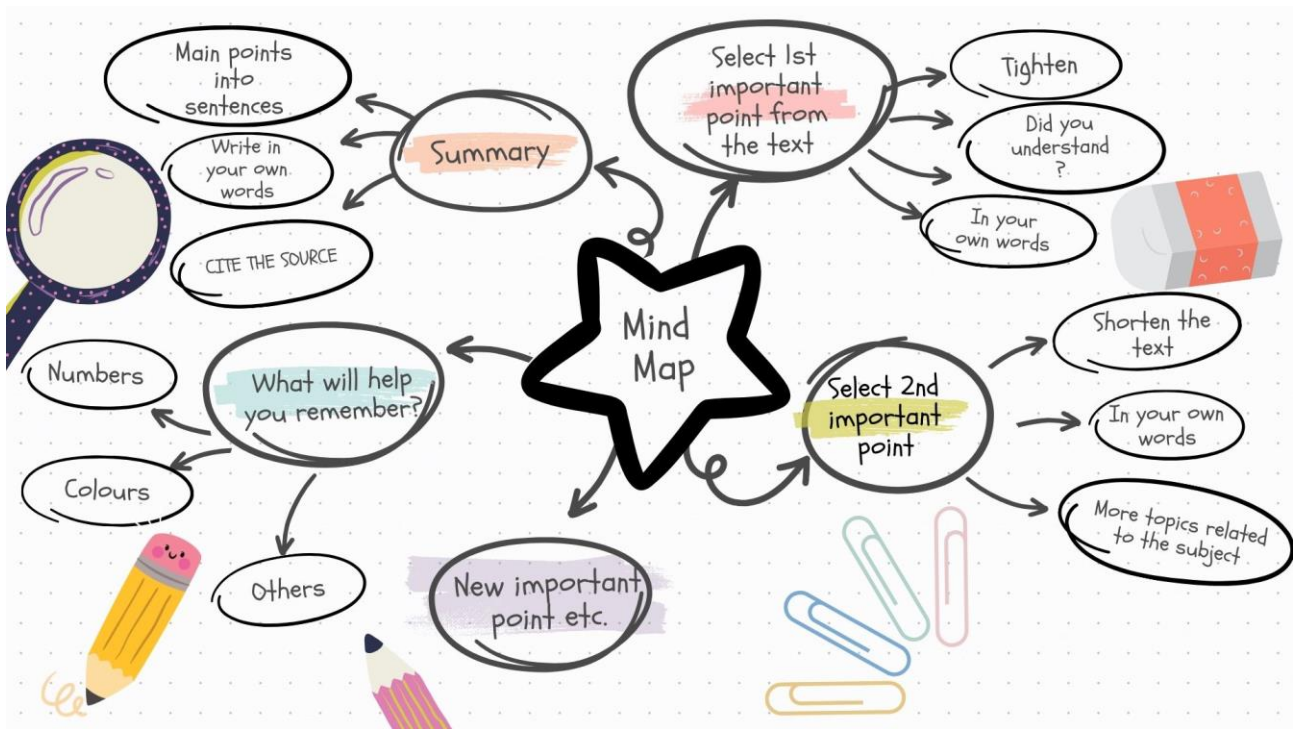 Main points
into
sentences
Write in
your own
words
CITE THE SOURCE
Summary
Select 1st
important
point from
the text
Tighten
Did you
understand
?
In your
own words
Mind
Map
What will help
you remember?
Numbers
Colours
Others
New important
point etc.
Select 2nd
important
point
Shorten the
text
In your own
words
More topics related
to the subject